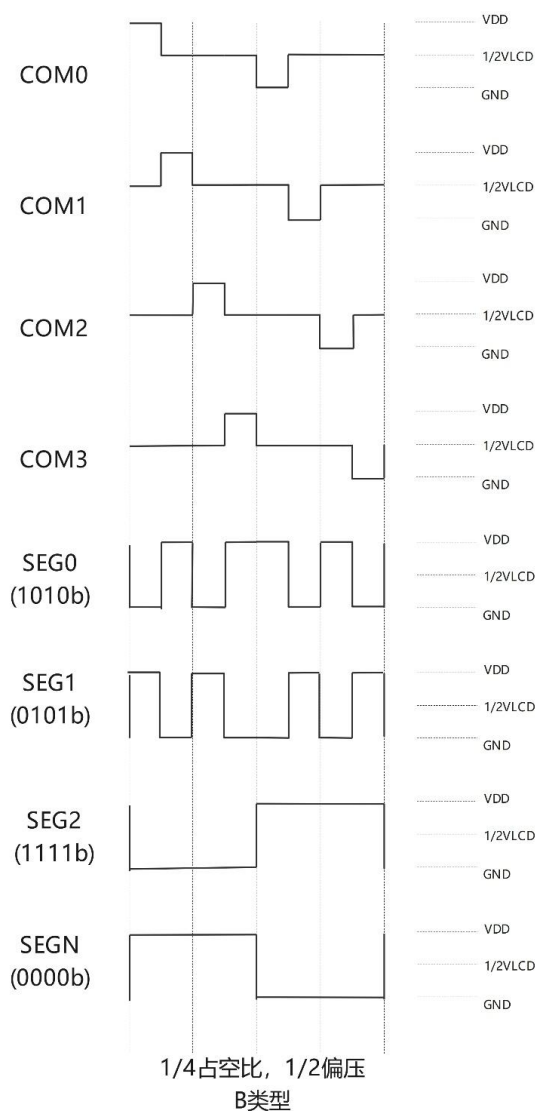 VDD
COM0
1/2VLCD
GND
VDD
COM1
1/2VLCD
GND
VDD
COM2
1/2VLCD
GND
VDD
COM3
1/2VLCD
GND
SEG0
(1010b)
VDD
1/2VLCD
GND
SEG1
(0101b)
VDD
1/2VLCD
GND
SEG2
(1111b)
VDD
1/2VLCD
GND
SEGN
(0000b)
VDD
1/2VLCD
GND
1/4占空比，1/2偏压
B类型